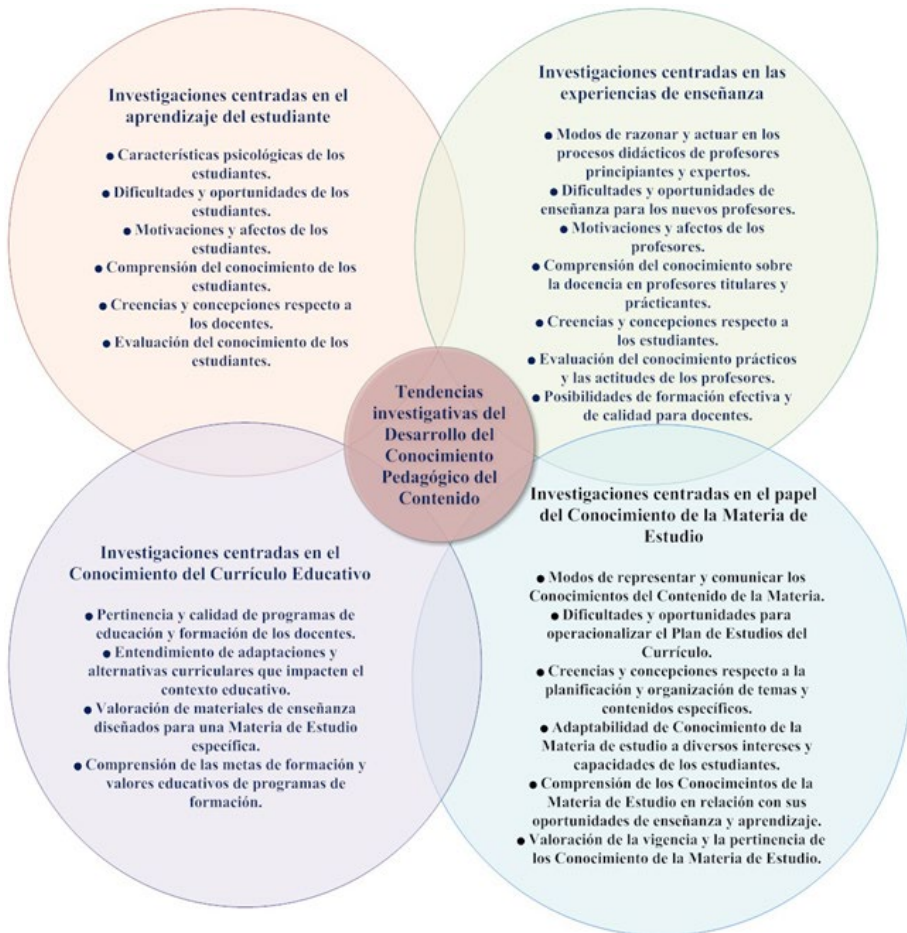 Investigaciones centradas en el
aprendizaje del estudiante
● Características psicológicas de los
estudiantes.
● Dificultades y oportunidades de los
estudiantes.
● Motivaciones y afectos de los
estudiantes.
● Comprensión del conocimiento de los
estudiantes.
● Creencias y concepciones respecto a
los docentes.
● Evaluación del conocimiento de los
estudiantes.
Investigaciones centradas en las
experiencias de enseñanza
● Modos de razonar y actuar en los
procesos didácticos de profesores
principiantes y expertos.
● Dificultades y oportunidades de
enseñanza para los nuevos profesores.
● Motivaciones y afectos de los
profesores.
● Comprensión del conocimiento sobre
la docencia en profesores titulares y
prácticantes.
● Creencias y concepciones respecto a
los estudiantes.
● Evaluación del conocimiento prácticos
y las actitudes de los profesores.
● Posibilidades de formación efectiva y
de calidad para docentes.
Tendencias
investigativas del
Desarrollo del
Conocimiento
Pedagógico del
Contenido
Investigaciones centradas en el
Conocimiento del Currículo Educativo
● Pertinencia y calidad de programas de
educación y formación de los docentes.
● Entendimiento de adaptaciones y
alternativas curriculares que impacten el
contexto educativo.
● Valoración de materiales de enseñanza
diseñados para una Materia de Estudio
específica.
● Comprensión de las metas de formación y
valores educativos de programas de
formación.
Investigaciones centradas en el papel
del Conocimiento de la Materia de
Estudio
● Modos de representar y comunicar los
Conocimientos del Contenido de la Materia.
● Dificultades y oportunidades para
operacionalizar el Plan de Estudios del
Currículo.
● Creencias y concepciones respecto a la
planificación y organización de temas y
contenidos específicos.
● Adaptabilidad de Conocimiento de la
Materia de estudio a diversos intereses y
capacidades de los estudiantes.
● Comprensión de los Conocimeintos de la
Materia de Estudio en relación con sus
oportunidades de enseñanza y aprendizaje.
● Valoración de la vigencia y la pertinencia de
los Conocimiento de la Materia de Estudio.